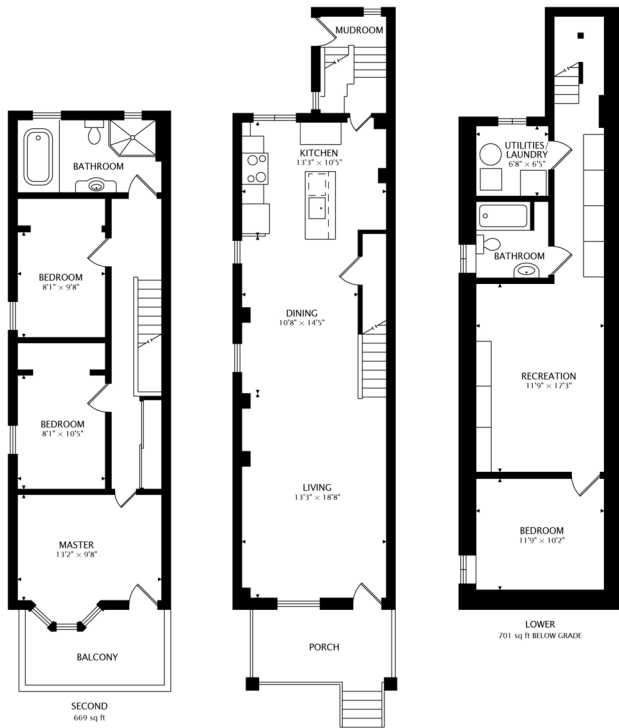 BATHROOM
BEDROOM
8'1" × 9'8"
BEDROOM
8'1" × 10'5"
MASTER
13'2" × 9'8"
BALCONY
SECOND
669 sq ft
MUDROOM
KITCHEN
13'3" × 10'5"
DINING
10'8" × 14'5"
LIVING
13'3" × 18'8"
PORCH
UTILITIES/
LAUNDRY
6'8" × 6'5"
BATHROOM
RECREATION
11'9" × 17'3"
BEDROOM
11'9" × 10'2"
LOWER
701 sq ft BELOW GRADE